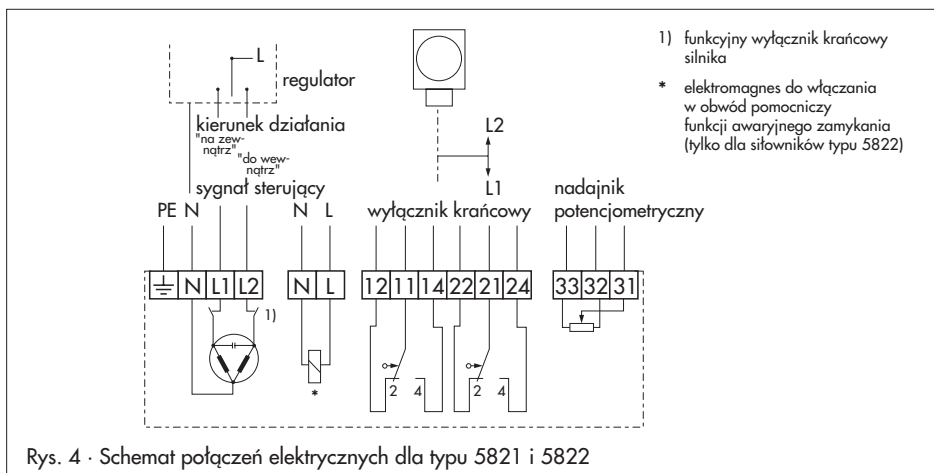 L
regulator
kierunek działania
"na zew-
nątrz"
"do wew-
nątrz"
sygnał sterujący
PE N
N L
L2
L1
wyłącznik krańcowy
nadajnik
potencjometryczny
N L1 L2
N L
12 11 14 22 21 24
33 32 31
1)
*
2 4
2 4
1) funkcyjny wyłącznik krańcowy
silnika
* elektromagnes do włączania
w obwód pomocniczy
funkcji awaryjnego zamykania
(tylko dla siłowników typu 5822)
Rys. 4 · Schemat połączeń elektrycznych dla typu 5821 i 5822